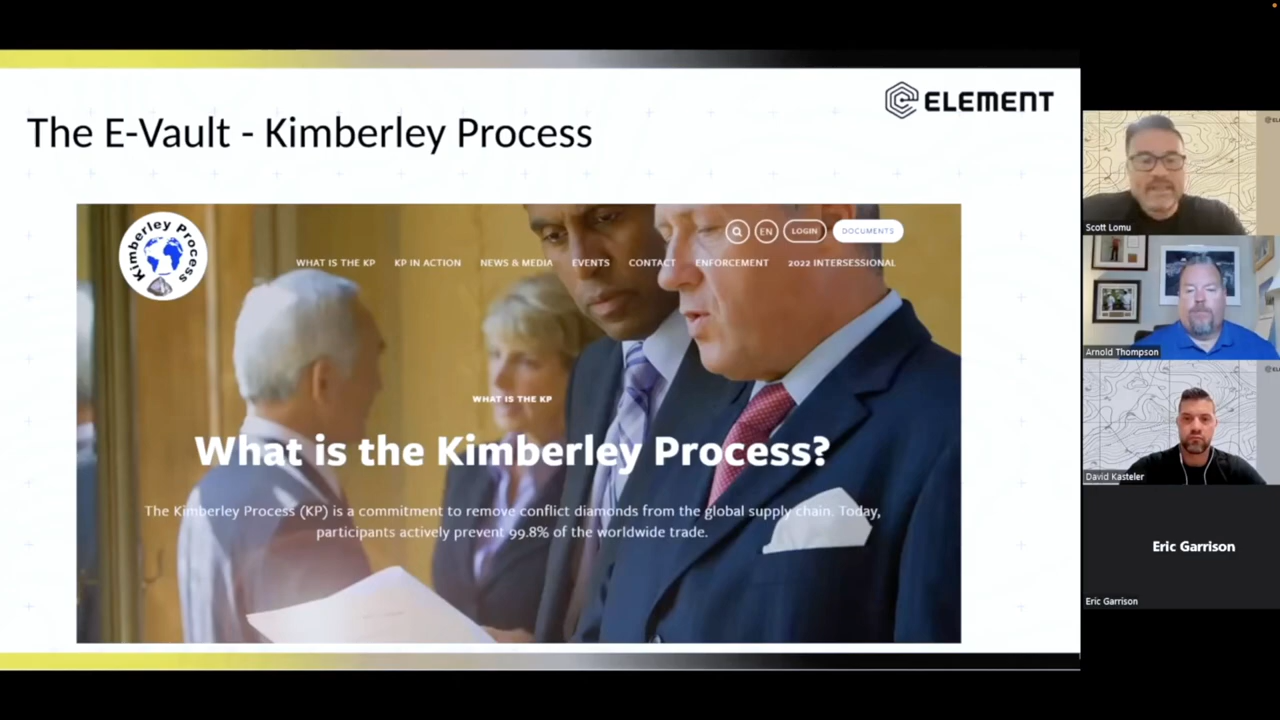 ELEMENT
The E-Vault - Kimberley Process
Kimberley Process
EN
LOGIN
DOCUMENTS
WHAT IS THE KP
KP IN ACTION
NEWS & MEDIA
EVENTS
CONTACT
ENFORCEMENT
2022 INTERSESSIONAL
WHAT IS THE KP
What is the Kimberley Process?
The Kimberley Process (KP) is a commitment to remove conflict diamonds from the global supply chain. Today,
participants actively prevent 99.8% of the worldwide trade.
Scott Lomu
Arnold Thompson
David Kasteler
Eric Garrison
Eric Garrison